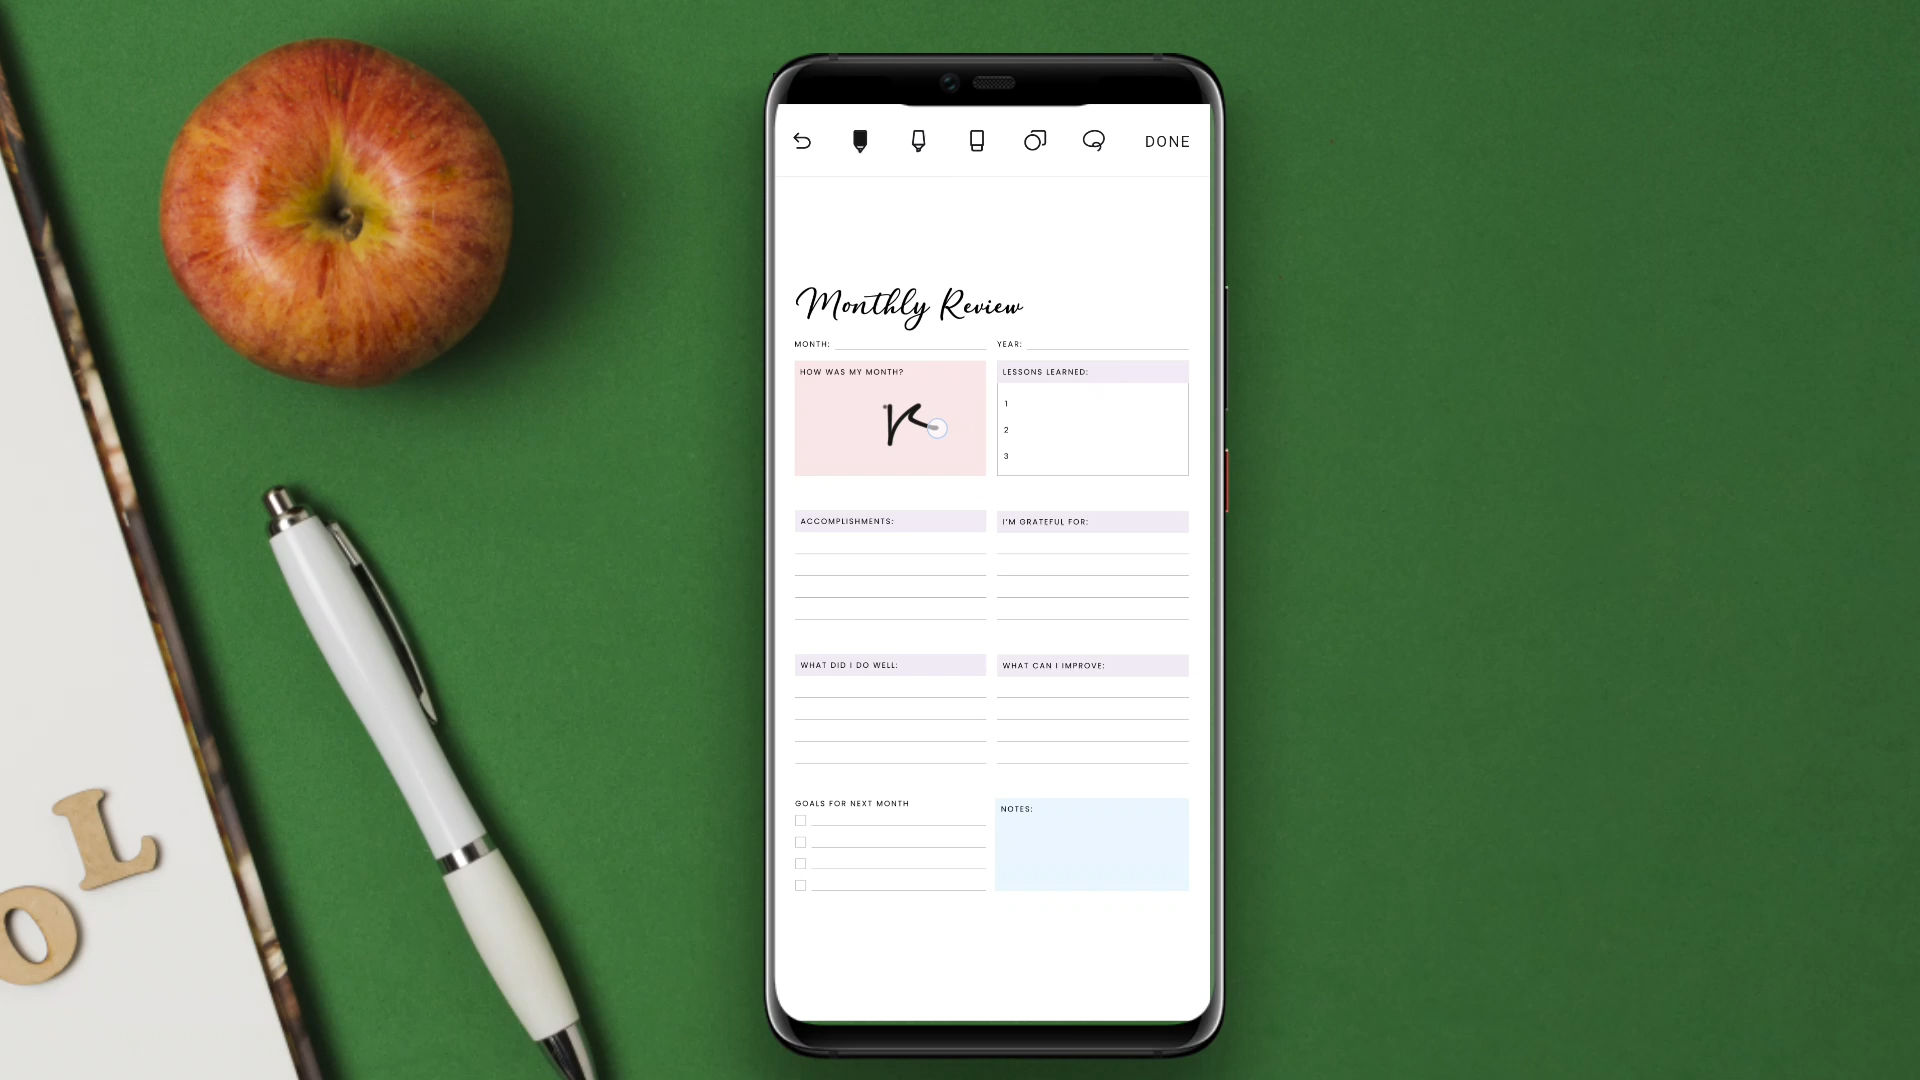 DONE
Monthly Review
MONTH: YEAR:
HOW WAS MY MONTH?
LESSONS LEARNED:
1
2
3
ACCOMPLISHMENTS:
I'M GRATEFUL FOR:
WHAT DID I DO WELL:
WHAT CAN I IMPROVE:
GOALS FOR NEXT MONTH
NOTES:
L
O